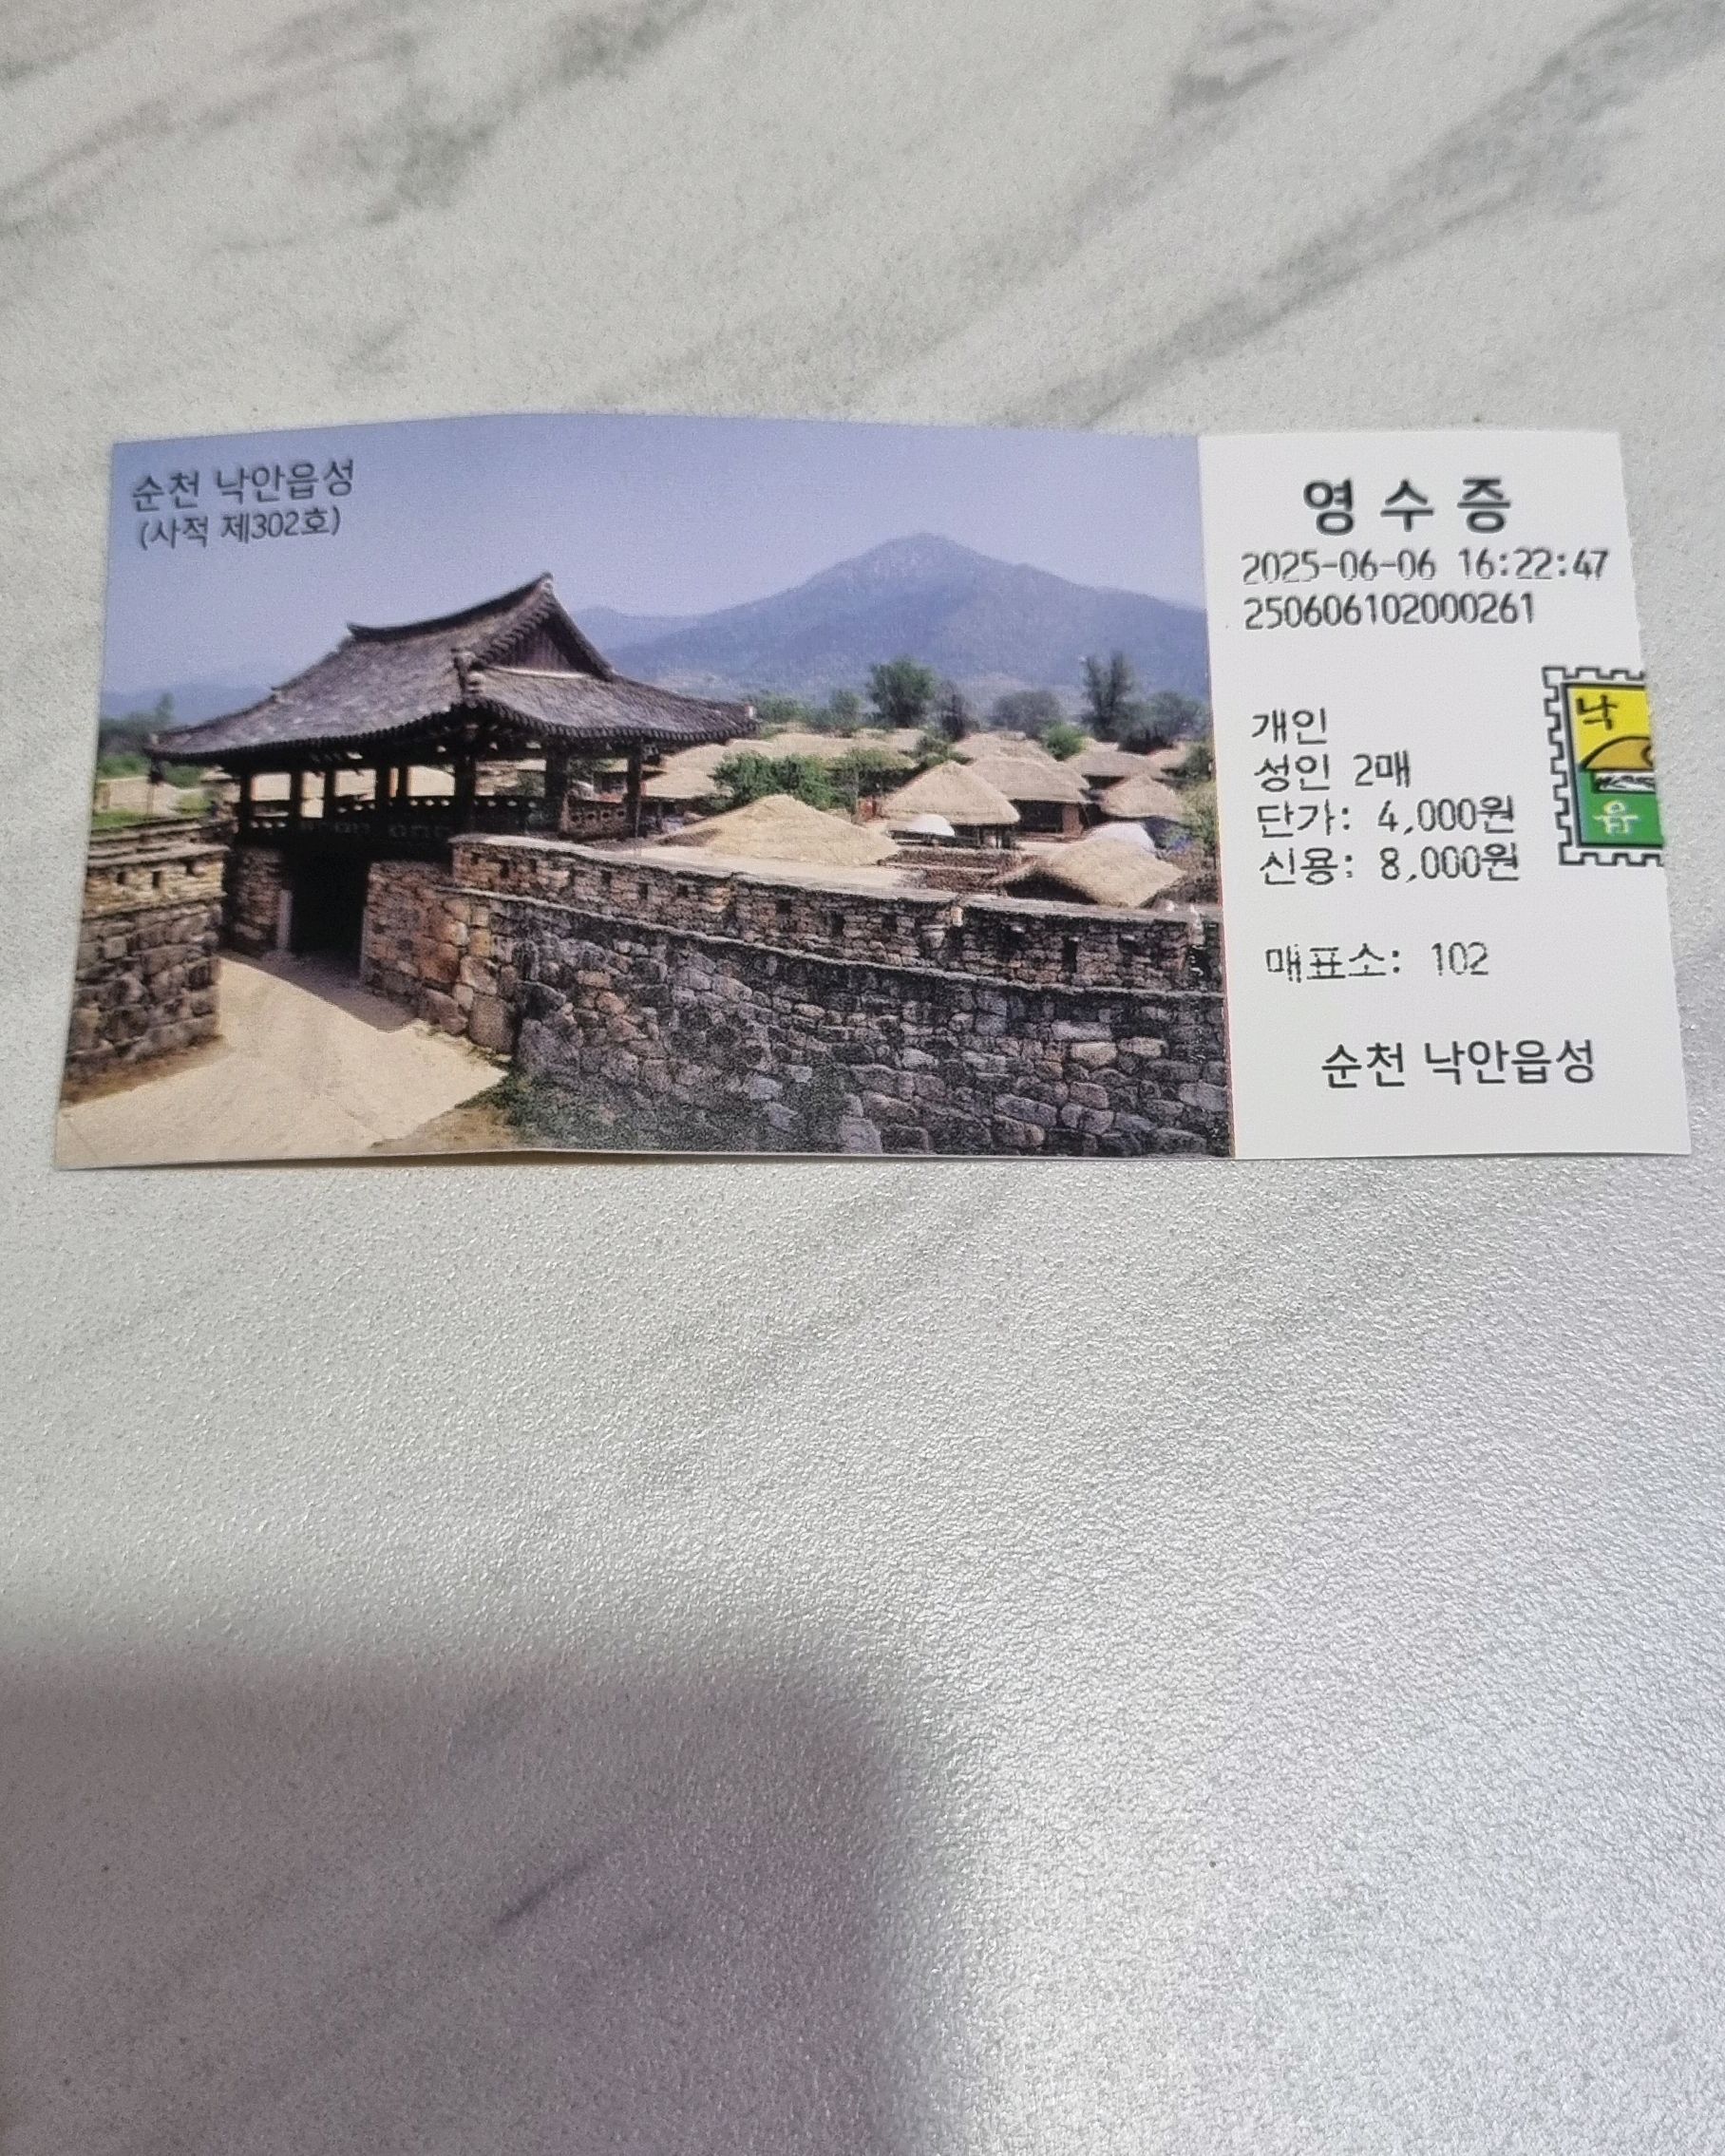 순천 낙안읍성
(사적 제302호)
영 수 증
2025-06-06 16:22:47
250606102000261
개인
성인 2매
단가: 4,000원
신용: 8,000원
매표소: 102
순천 낙안읍성
낙
읍